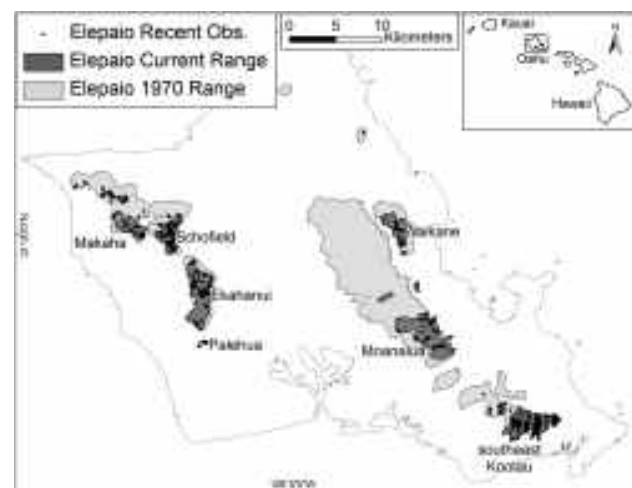 Elepaio Recent Obs.
Elepaio Current Range
Elepaio 1970 Range
0 5 10
Kilometers
Kauai
Oahu
Hawaii
N
Makaha
Schofield
Waikane
Ekahanui
Palehua
Moanalua
southeast
Koolau